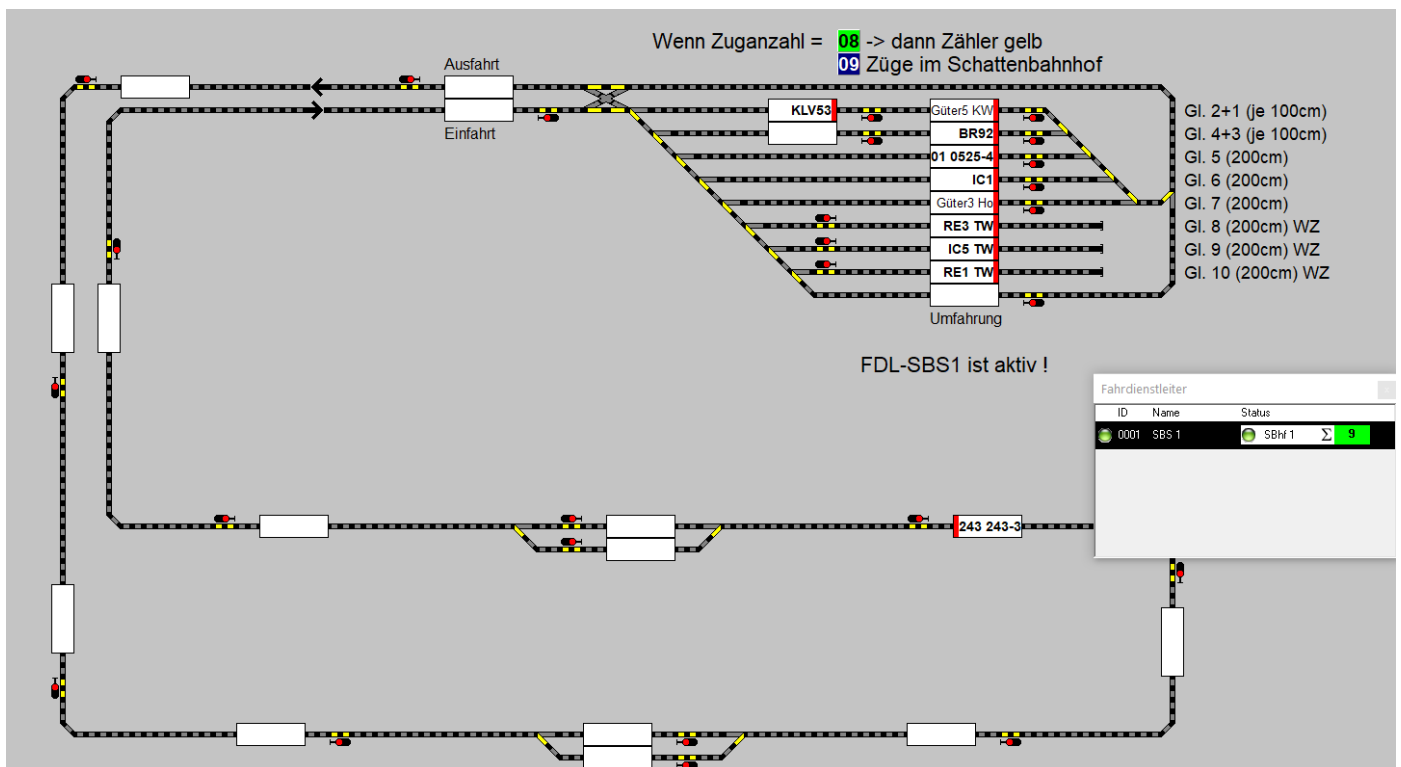 Wenn Zuganzahl = 08 -> dann Zähler gelb
09 Züge im Schattenbahnhof
Ausfahrt
Einfahrt
KLV53 Güter5 KW Gl. 2+1 (je 100cm)
BR92 Gl. 4+3 (je 100cm)
01 0525-4 Gl. 5 (200cm)
IC1 Gl. 6 (200cm)
Güter3 Ho Gl. 7 (200cm)
RE3 TW Gl. 8 (200cm) WZ
IC5 TW Gl. 9 (200cm) WZ
RE1 TW Gl. 10 (200cm) WZ
Umfahrung
FDL-SBS1 ist aktiv !
Fahrdienstleiter
ID Name Status
0001 SBS 1 SBhf 1 Σ 9
243 243-3